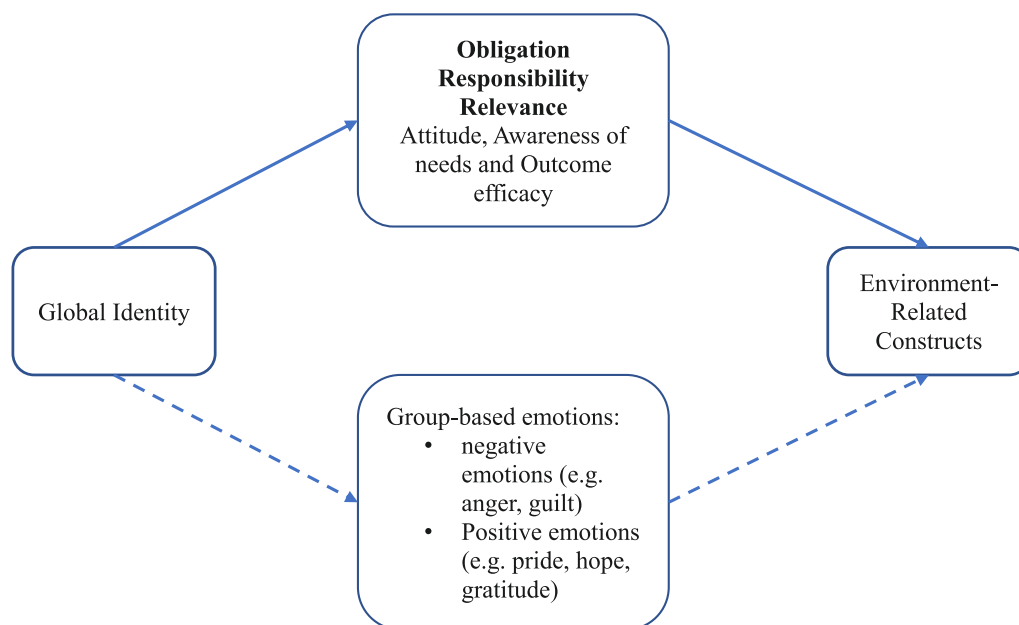 Obligation
Responsibility
Relevance
Attitude, Awareness of
needs and Outcome
efficacy
Global Identity
Environment-
Related
Constructs
Group-based emotions:
• negative
emotions (e.g.
anger, guilt)
• Positive emotions
(e.g. pride, hope,
gratitude)